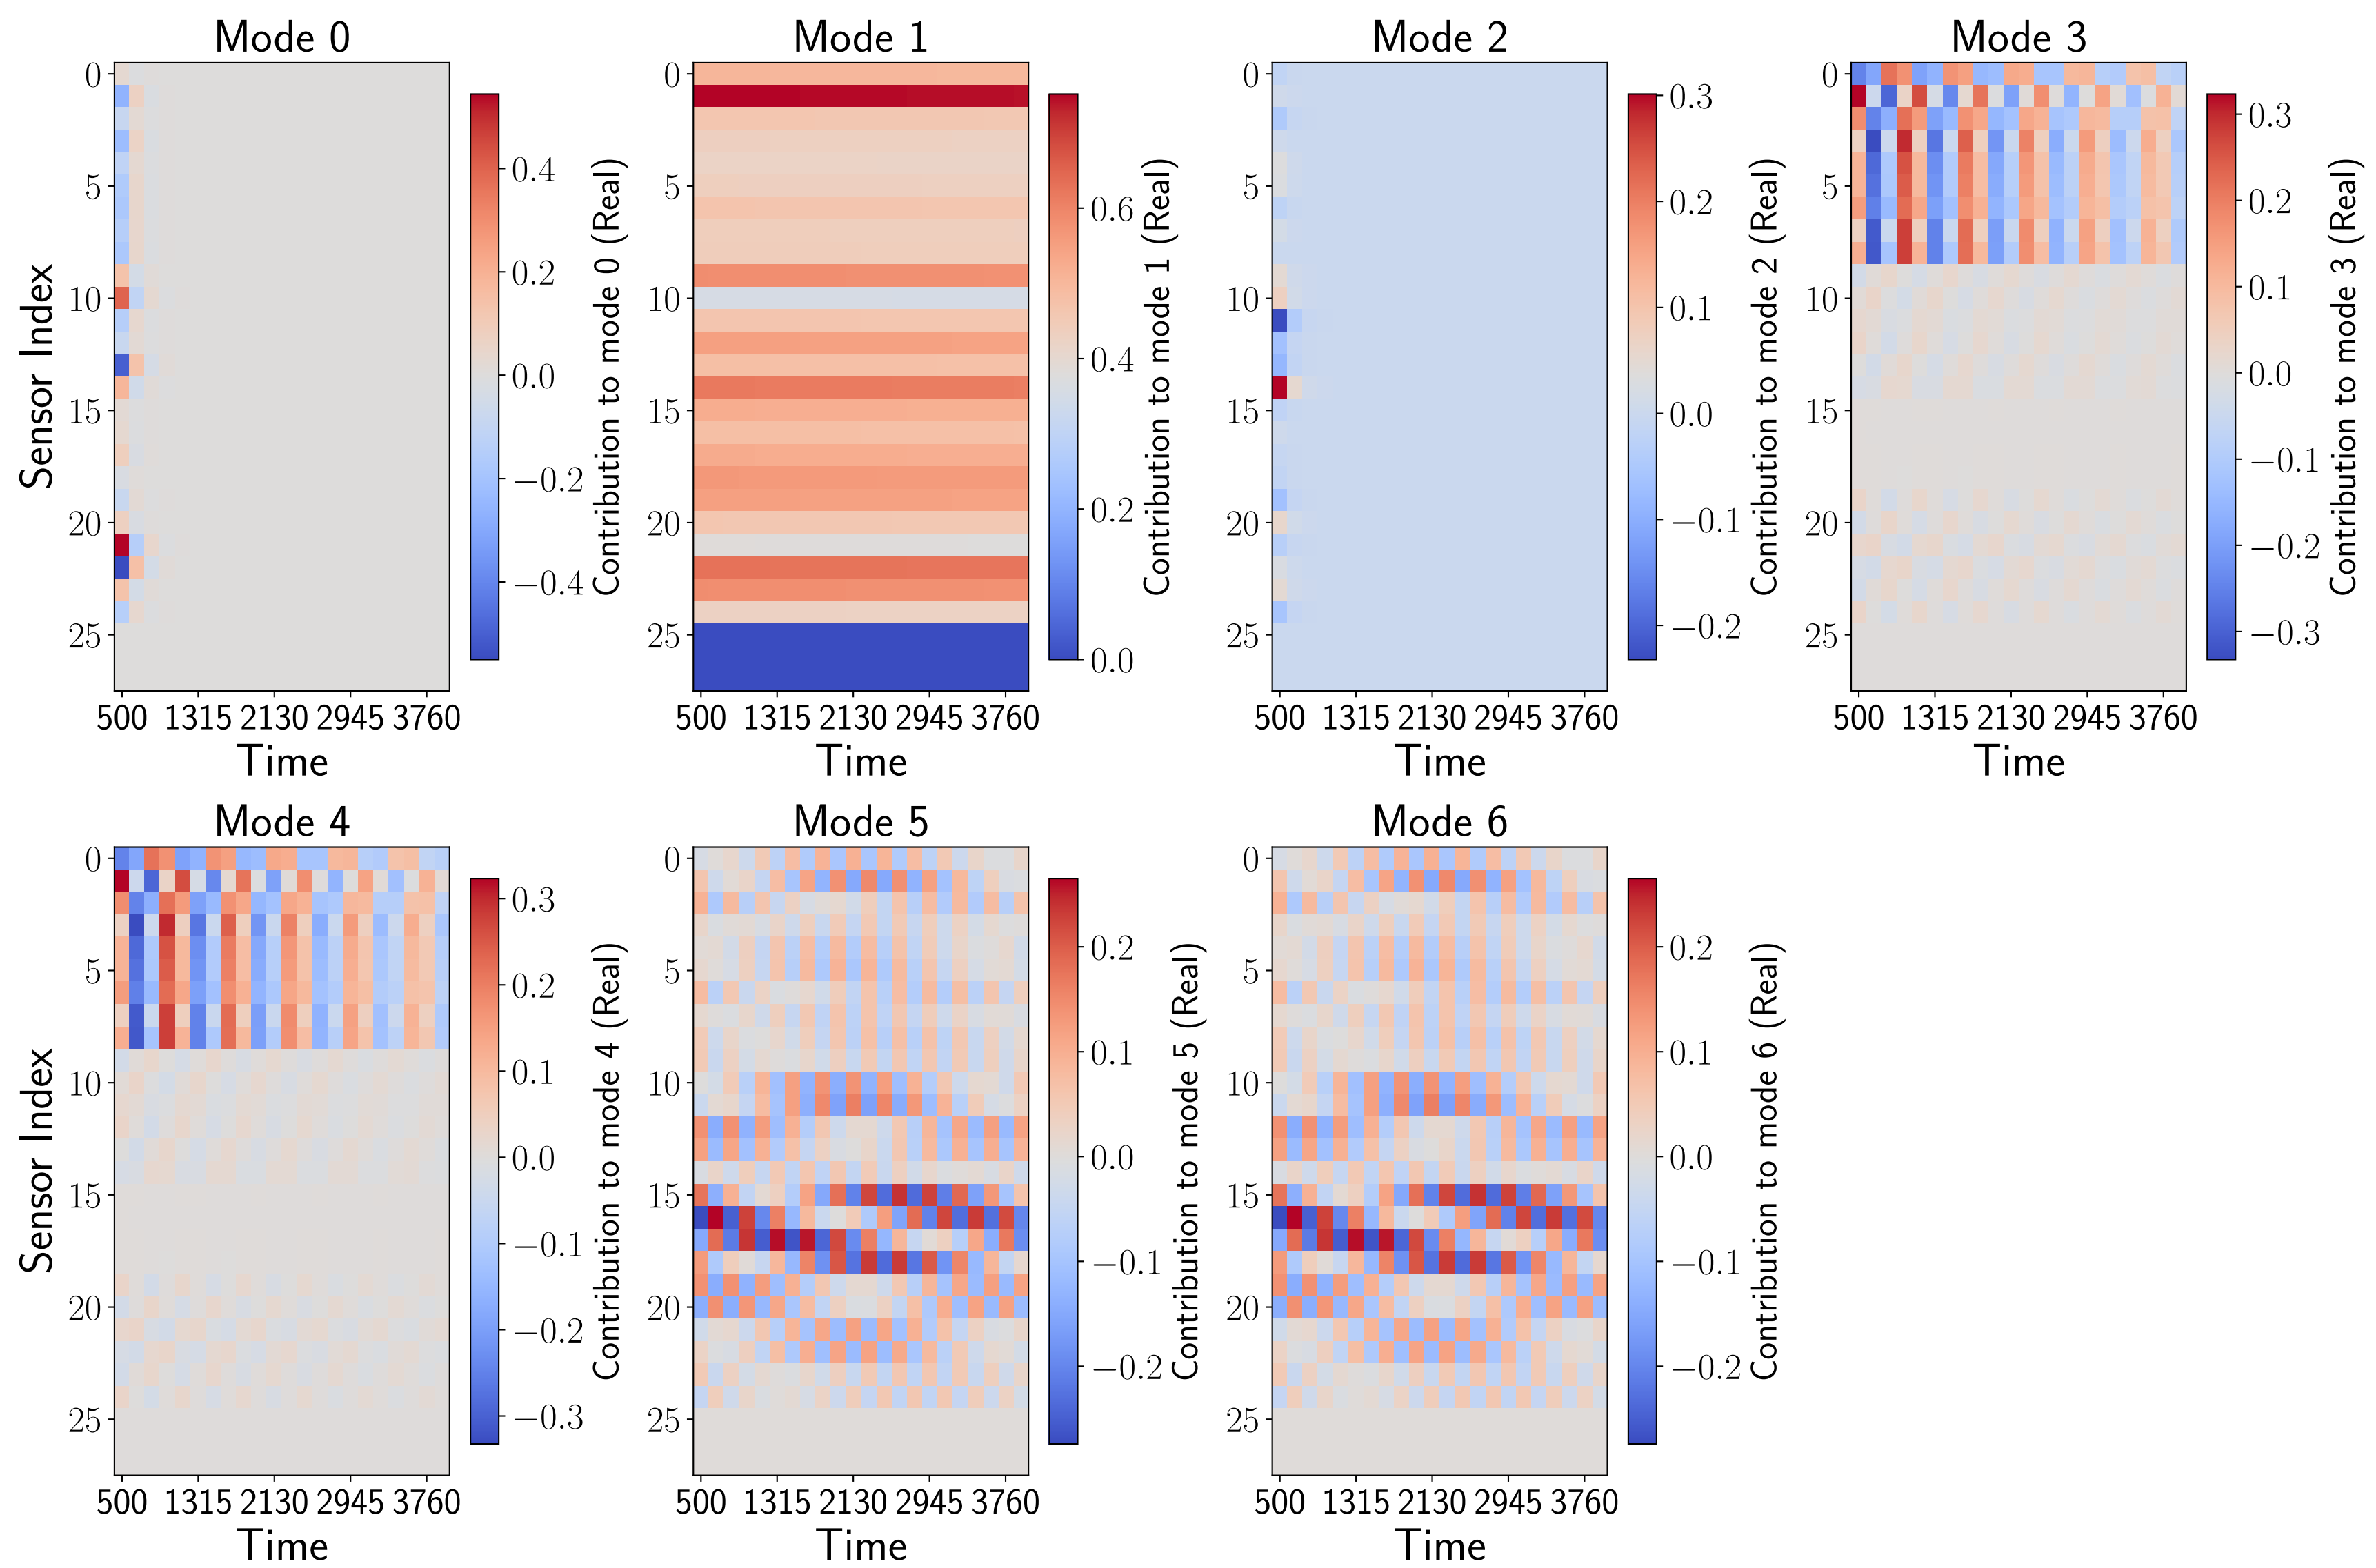 Mode 0
Mode 1
Mode 2
Mode 3
Sensor Index
0
5
10
15
20
25
500 1315 2130 2945 3760
Time
0.4
0.2
0.0
−0.2
−0.4
Contribution to mode 0 (Real)
0
5
10
15
20
25
500 1315 2130 2945 3760
Time
0.6
0.4
0.2
0.0
Contribution to mode 1 (Real)
0
5
10
15
20
25
500 1315 2130 2945 3760
Time
0.3
0.2
0.1
0.0
−0.1
−0.2
Contribution to mode 2 (Real)
0
5
10
15
20
25
500 1315 2130 2945 3760
Time
0.3
0.2
0.1
0.0
−0.1
−0.2
−0.3
Contribution to mode 3 (Real)
Mode 4
Mode 5
Mode 6
Sensor Index
0
5
10
15
20
25
500 1315 2130 2945 3760
Time
0.3
0.2
0.1
0.0
−0.1
−0.2
−0.3
Contribution to mode 4 (Real)
0
5
10
15
20
25
500 1315 2130 2945 3760
Time
0.2
0.1
0.0
−0.1
−0.2
Contribution to mode 5 (Real)
0
5
10
15
20
25
500 1315 2130 2945 3760
Time
0.2
0.1
0.0
−0.1
−0.2
Contribution to mode 6 (Real)